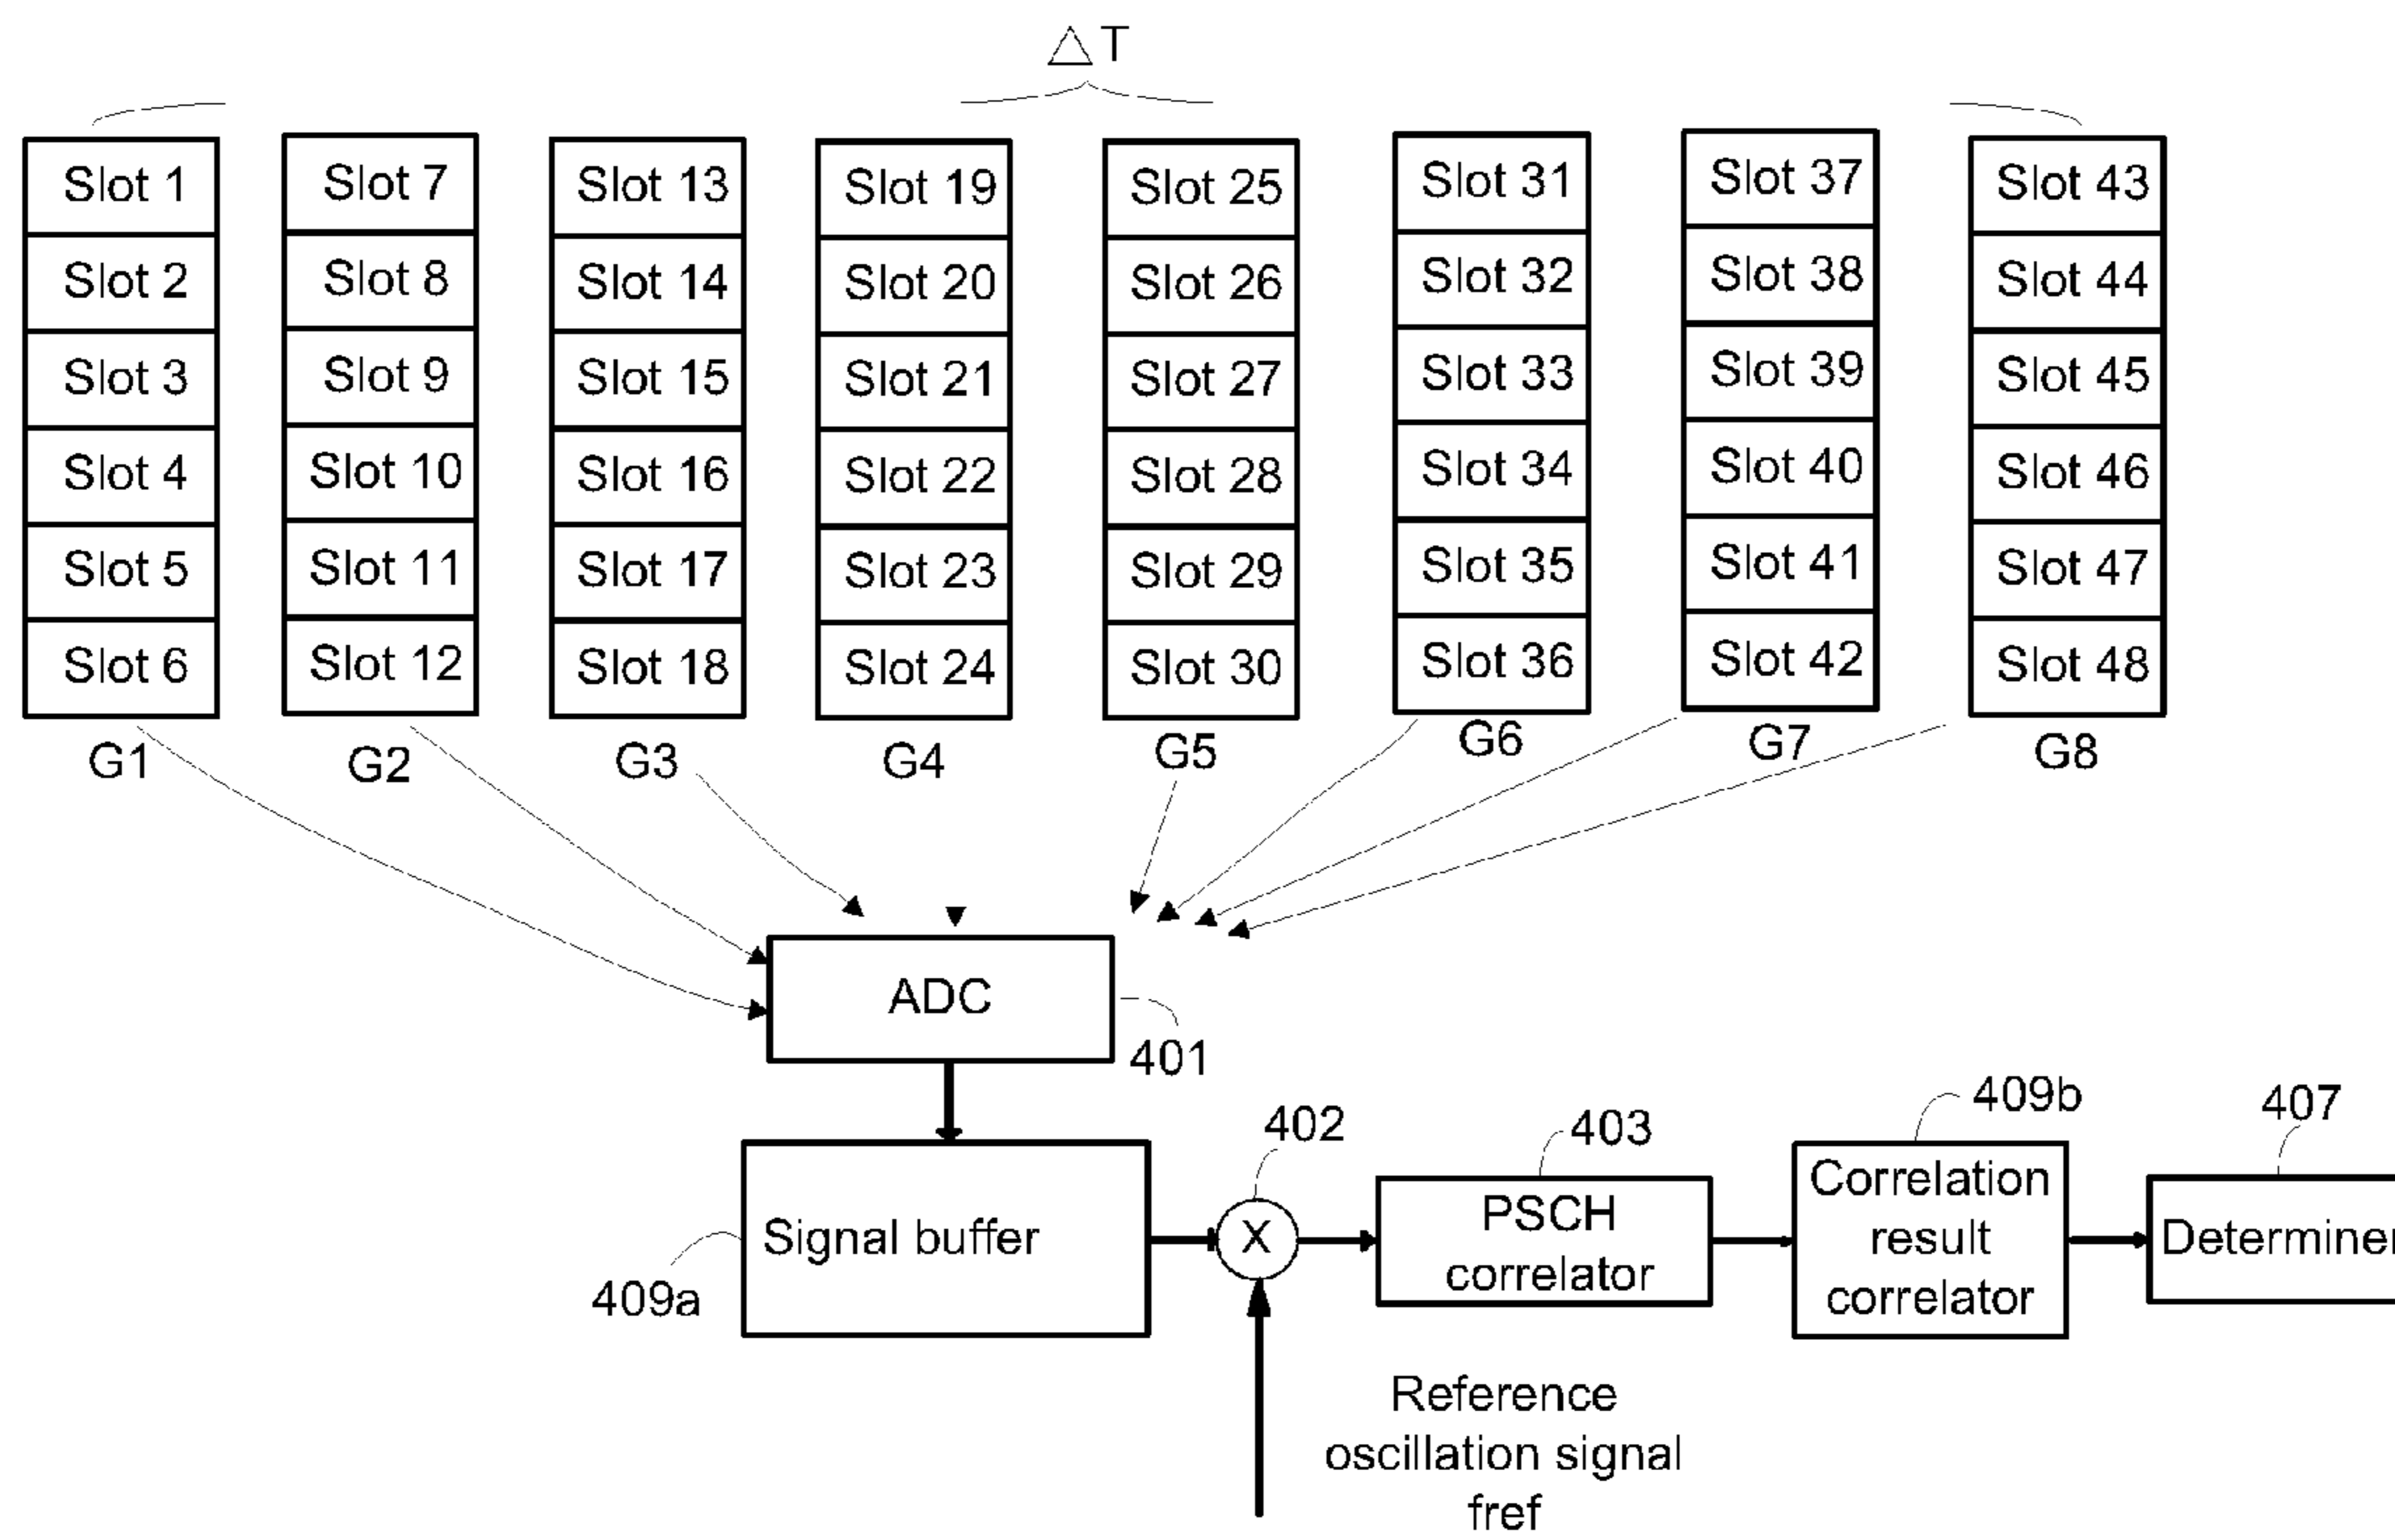 △T
Slot 1
Slot 2
Slot 3
Slot 4
Slot 5
Slot 6
G1
Slot 7
Slot 8
Slot 9
Slot 10
Slot 11
Slot 12
G2
Slot 13
Slot 14
Slot 15
Slot 16
Slot 17
Slot 18
G3
Slot 19
Slot 20
Slot 21
Slot 22
Slot 23
Slot 24
G4
Slot 25
Slot 26
Slot 27
Slot 28
Slot 29
Slot 30
G5
Slot 31
Slot 32
Slot 33
Slot 34
Slot 35
Slot 36
G6
Slot 37
Slot 38
Slot 39
Slot 40
Slot 41
Slot 42
G7
Slot 43
Slot 44
Slot 45
Slot 46
Slot 47
Slot 48
G8
ADC
401
Signal buffer
409a
402
X
403
PSCH
correlator
409b
Correlation
result
correlator
407
Determiner
Reference
oscillation signal
fref